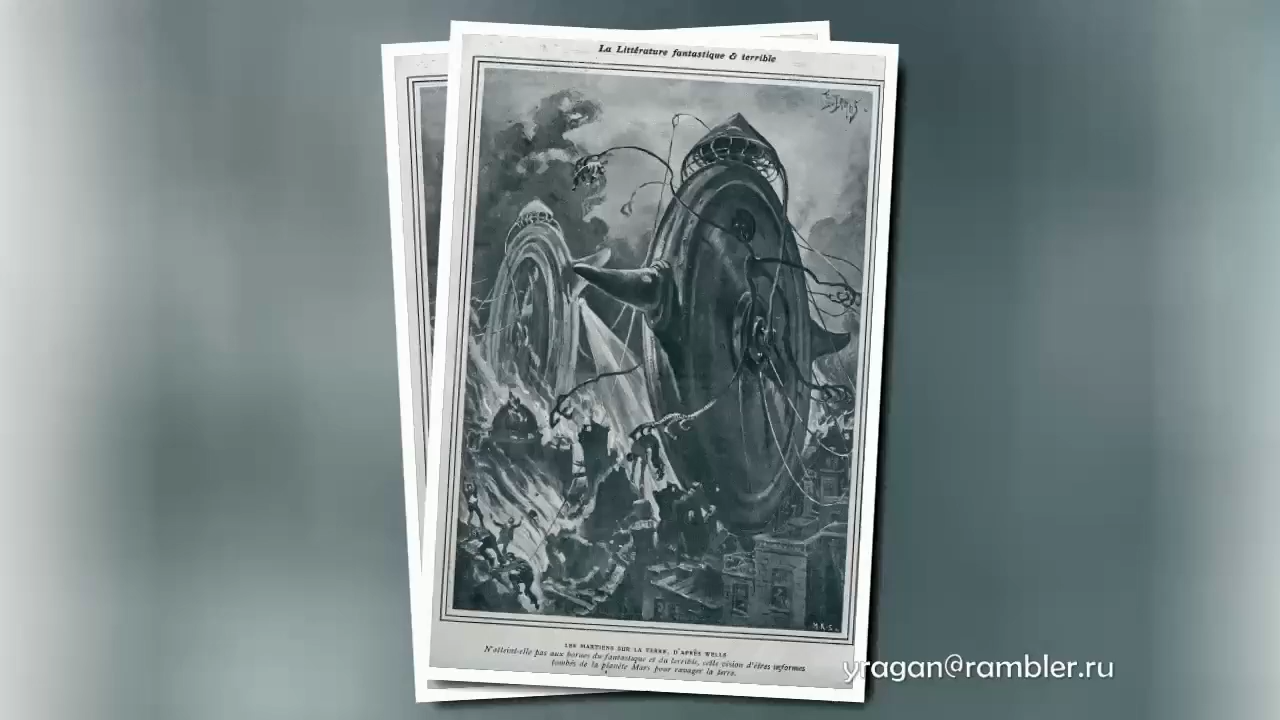 La Littérature fantastique & terrible
LES MARTIENS SUR LA TERRE, D'APRÈS WELLS
N'atteint-elle pas aux bornes du fantastique et du terrible, cette vision d'êtres informes
tombés de la planète Mars pour ravager la terre.
yragan@rambler.ru